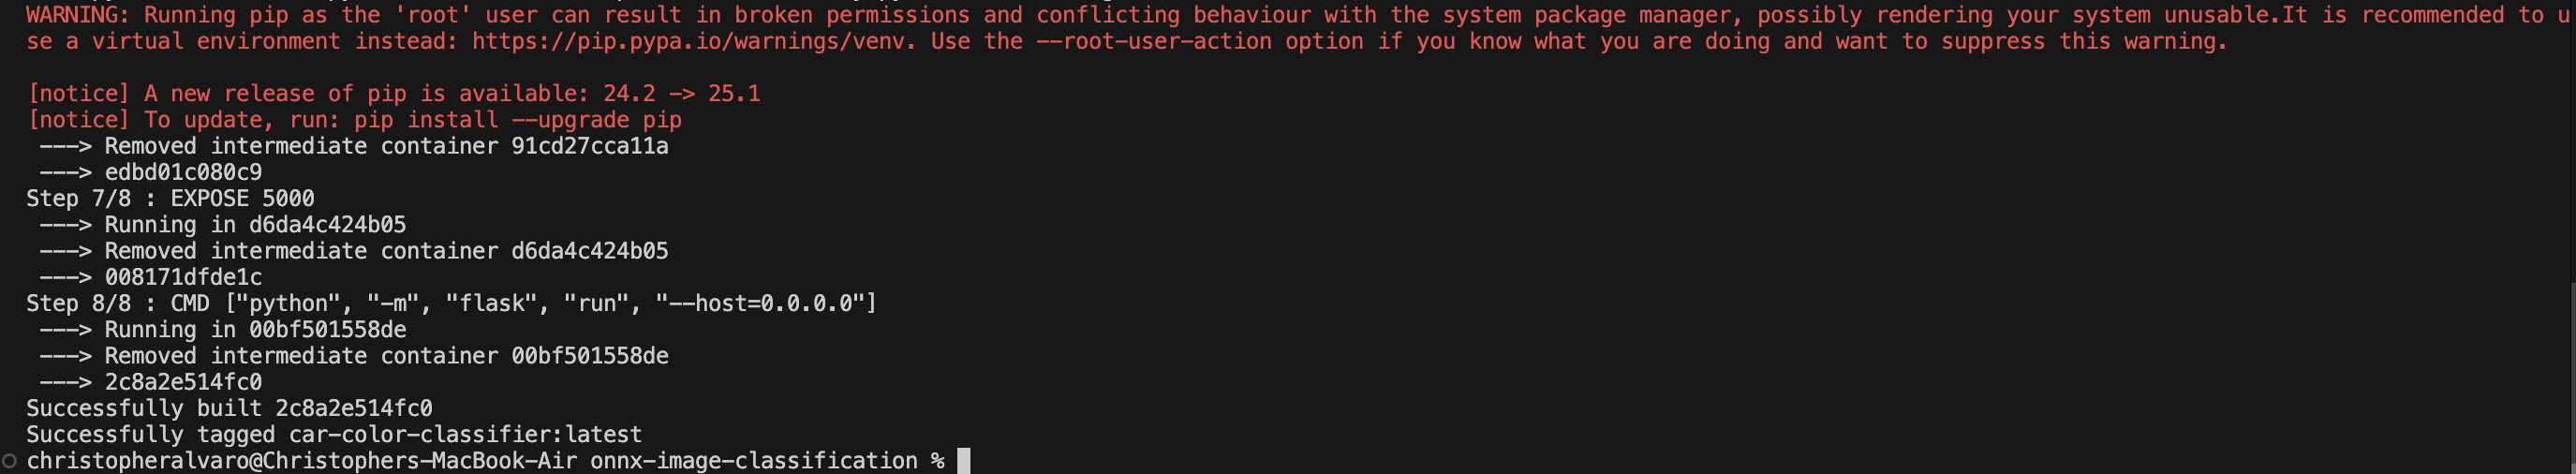 WARNING: Running pip as the 'root' user can result in broken permissions and conflicting behaviour with the system package manager, possibly rendering your system unusable.It is recommended to u
se a virtual environment instead: https://pip.pypa.io/warnings/venv. Use the --root-user-action option if you know what you are doing and want to suppress this warning.
[notice] A new release of pip is available: 24.2 -> 25.1
[notice] To update, run: pip install --upgrade pip
---> Removed intermediate container 91cd27cca11a
---> edbd01c080c9
Step 7/8 : EXPOSE 5000
---> Running in d6da4c424b05
---> Removed intermediate container d6da4c424b05
---> 008171dfde1c
Step 8/8 : CMD ["python", "-m", "flask", "run", "--host=0.0.0.0"]
---> Running in 00bf501558de
---> Removed intermediate container 00bf501558de
---> 2c8a2e514fc0
Successfully built 2c8a2e514fc0
Successfully tagged car-color-classifier:latest
christopheralvaro@Christophers-MacBook-Air onnx-image-classification %